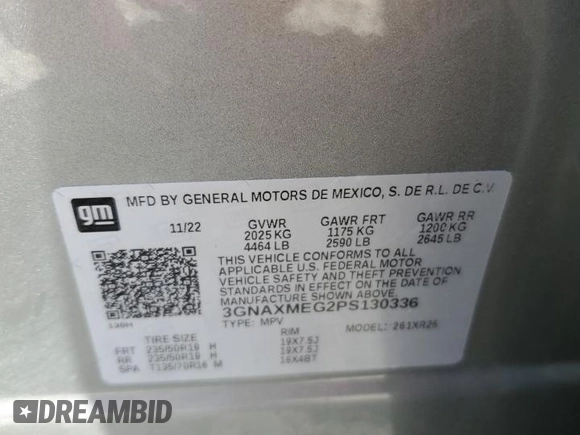 gm
MFD BY GENERAL MOTORS DE MEXICO, S. DE R.L. DE C.V.
11/22 GVWR GAWR FRT GAWR RR
2025 KG 1175 KG 1200 KG
4464 LB 2590 LB 2645 LB
THIS VEHICLE CONFORMS TO ALL
APPLICABLE U.S. FEDERAL MOTOR
VEHICLE SAFETY AND THEFT PREVENTION
STANDARDS IN EFFECT ON THE DATE OF
MANUFACTURE SHOWN ABOVE.
3GNAXMEG2PS130336
TYPE: MPV MODEL: 261XR26
TIRE SIZE RIM
FRT 235/50R19 H 19X7.5J
RR 235/50R19 H 19X7.5J
SPA T135/70R16 M 16X4BT
DREAMBID